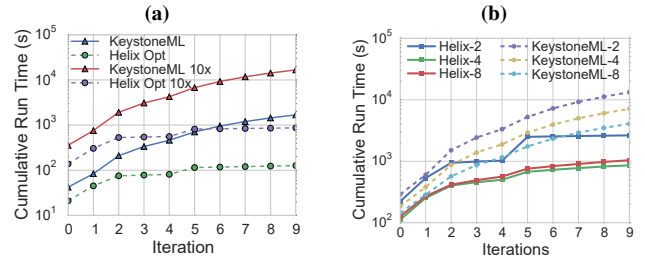 (a)
Cumulative Run Time (s)
10^5
10^4
10^3
10^2
10^1
KeystoneML
Helix Opt
KeystoneML 10x
Helix Opt 10x
0 1 2 3 4 5 6 7 8 9
Iteration
(b)
Cumulative Run Time (s)
10^5
10^4
10^3
10^2
Helix-2
Helix-4
Helix-8
KeystoneML-2
KeystoneML-4
KeystoneML-8
0 1 2 3 4 5 6 7 8 9
Iterations